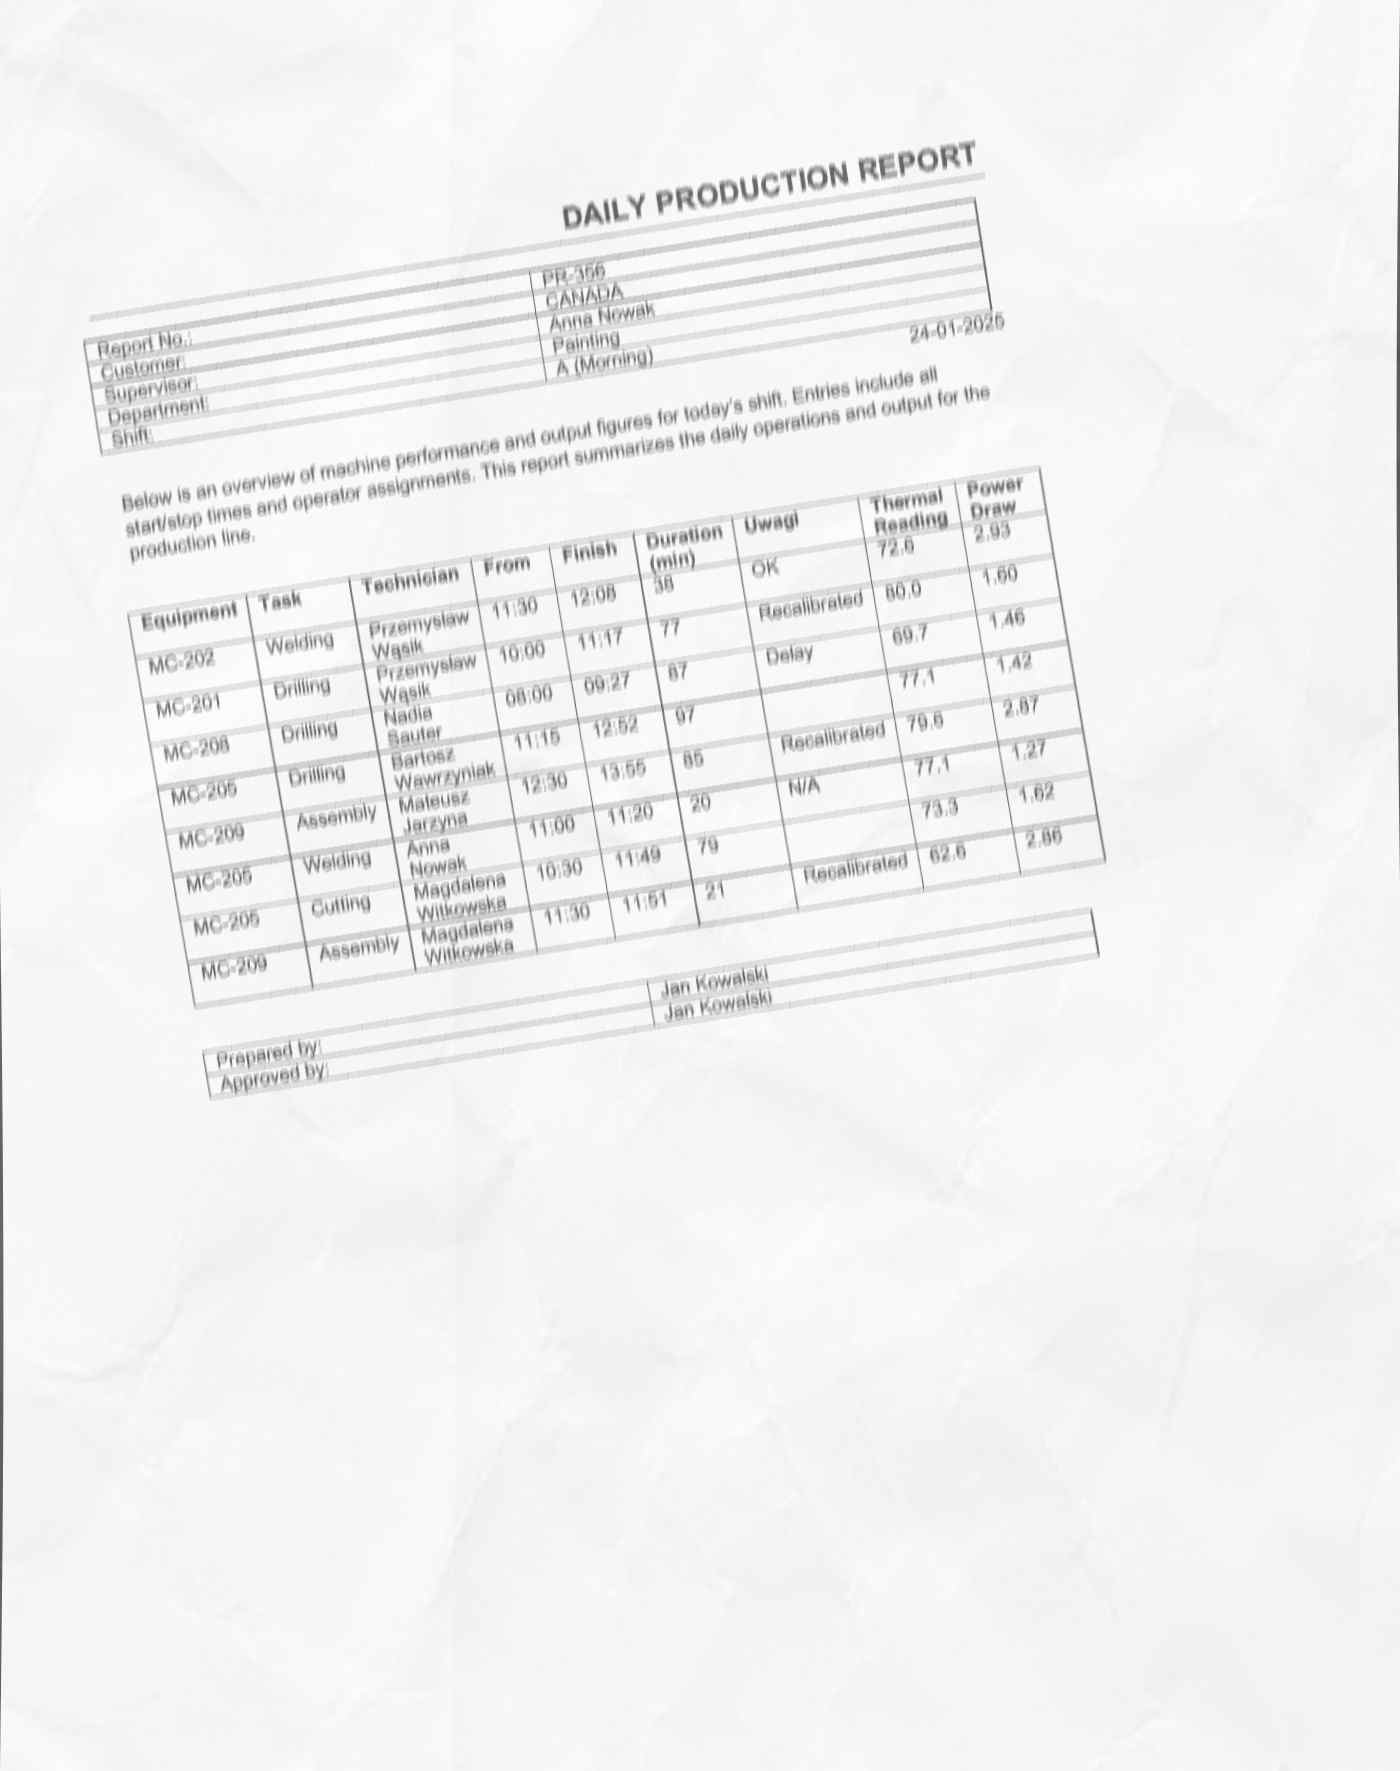 DAILY PRODUCTION REPORT
Report No.: PR-356
Customer: CANADA
Supervisor: Anna Nowak
Department: Painting
Shift: A (Morning)
24-01-2025
Below is an overview of machine performance and output figures for today's shift. Entries include all
start/stop times and operator assignments. This report summarizes the daily operations and output for the
production line.
Equipment Task Technician From Finish Duration (min) Uwagi Thermal Reading Power Draw
MC-202 Welding Przemysław Wąsik 11:30 12:08 38 OK 72.6 2.93
MC-201 Drilling Przemysław Wąsik 10:00 11:17 77 Recalibrated 80.0 1.60
MC-208 Drilling Nadia Sauter 08:00 09:27 87 Delay 69.7 1.46
MC-205 Drilling Bartosz Wawrzyniak 11:15 12:52 97 77.1 1.42
MC-209 Assembly Mateusz Jarzyna 12:30 13:55 85 Recalibrated 79.6 2.87
MC-205 Welding Anna Nowak 11:00 11:20 20 N/A 77.1 1.27
MC-205 Cutting Magdalena Witkowska 10:30 11:49 79 73.3 1.62
MC-209 Assembly Magdalena Witkowska 11:30 11:51 21 Recalibrated 62.6 2.86
Prepared by: Jan Kowalski
Approved by: Jan Kowalski